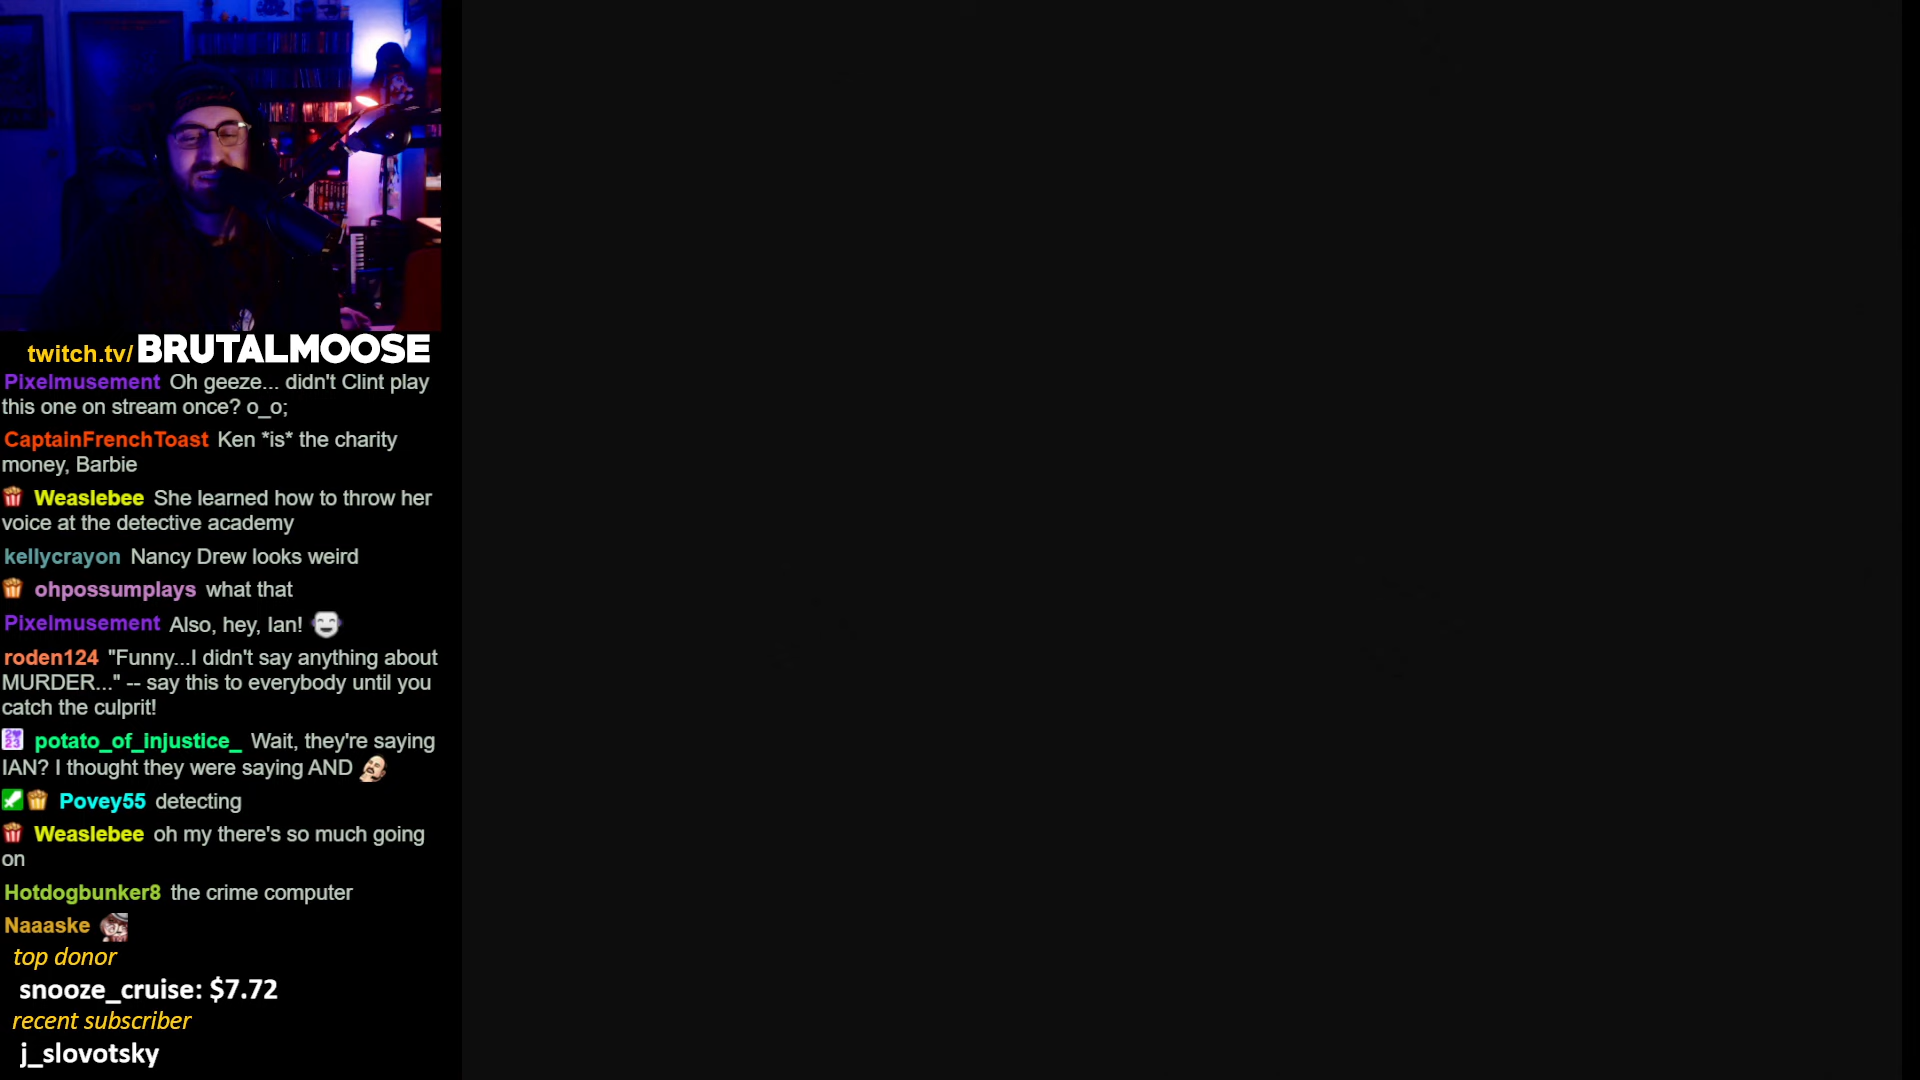 twitch.tv/BRUTALMOOSE
Pixelmusement Oh geeze... didn't Clint play
this one on stream once? o_o;
CaptainFrenchToast Ken *is* the charity
money, Barbie
Weaslebee She learned how to throw her
voice at the detective academy
kellycrayon Nancy Drew looks weird
ohpossumplays what that
Pixelmusement Also, hey, Ian!
roden124 "Funny...I didn't say anything about
MURDER..." -- say this to everybody until you
catch the culprit!
potato_of_injustice_ Wait, they're saying
IAN? I thought they were saying AND
Povey55 detecting
Weaslebee oh my there's so much going
on
Hotdogbunker8 the crime computer
Naaaske
top donor
snooze_cruise: $7.72
recent subscriber
j_slovotsky